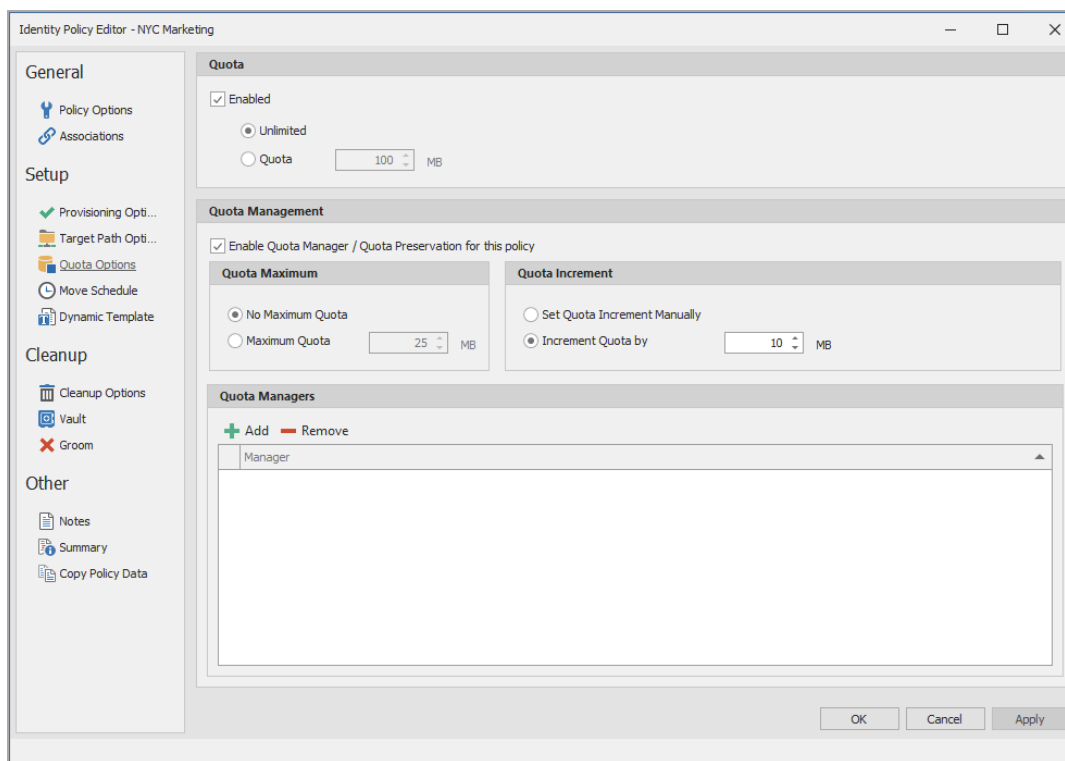 Identity Policy Editor - NYC Marketing
General
Policy Options
Associations
Setup
Provisioning Opti...
Target Path Opti...
Quota Options
Move Schedule
Dynamic Template
Cleanup
Cleanup Options
Vault
Groom
Other
Notes
Summary
Copy Policy Data
Quota
Enabled
Unlimited
Quota 100 MB
Quota Management
Enable Quota Manager / Quota Preservation for this policy
Quota Maximum
No Maximum Quota
Maximum Quota 25 MB
Quota Increment
Set Quota Increment Manually
Increment Quota by 10 MB
Quota Managers
Add Remove
Manager
OK Cancel Apply